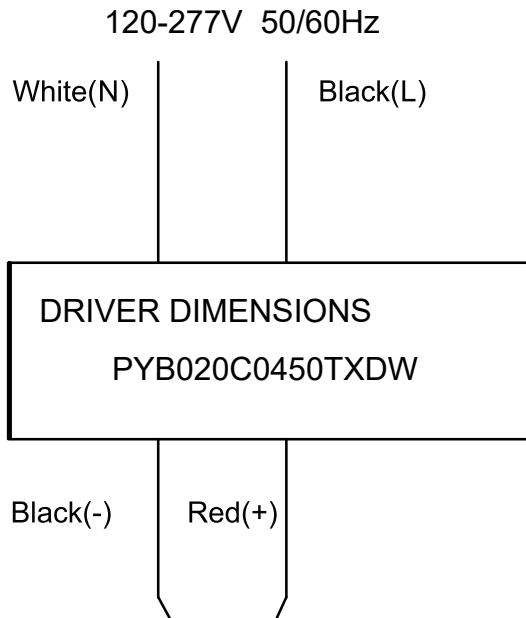 120-277V 50/60Hz
White(N) Black(L)
DRIVER DIMENSIONS
PYB020C0450TXDW
Black(-) Red(+)